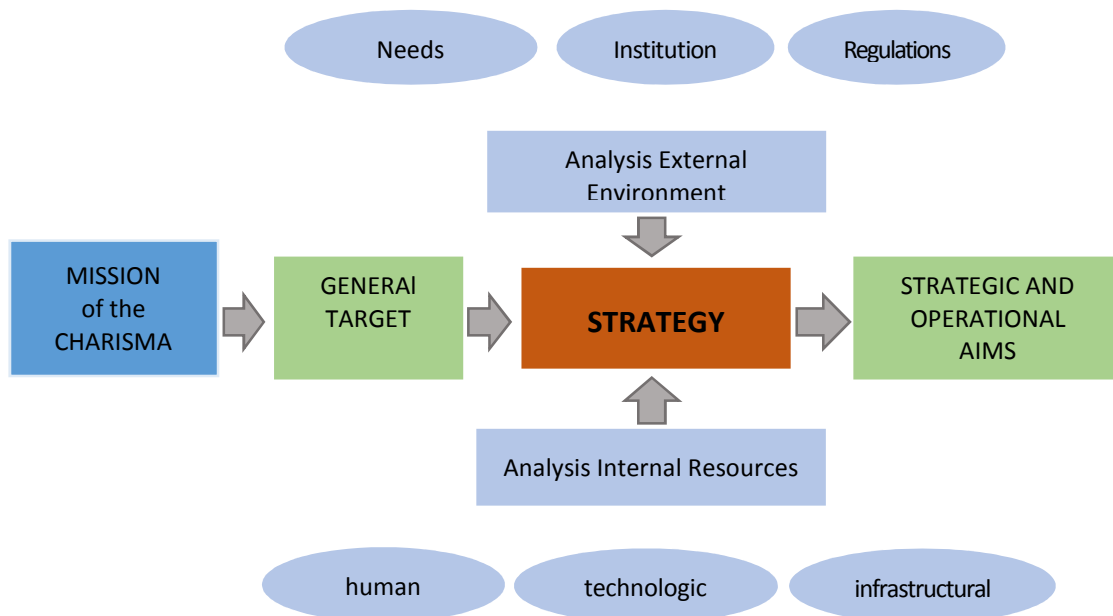 Needs
Institution
Regulations
Analysis External
Environment
MISSION
of the
CHARISMA
GENERAl
TARGET
STRATEGY
STRATEGIC AND
OPERATIONAL
AIMS
Analysis Internal Resources
human
technologic
infrastructural